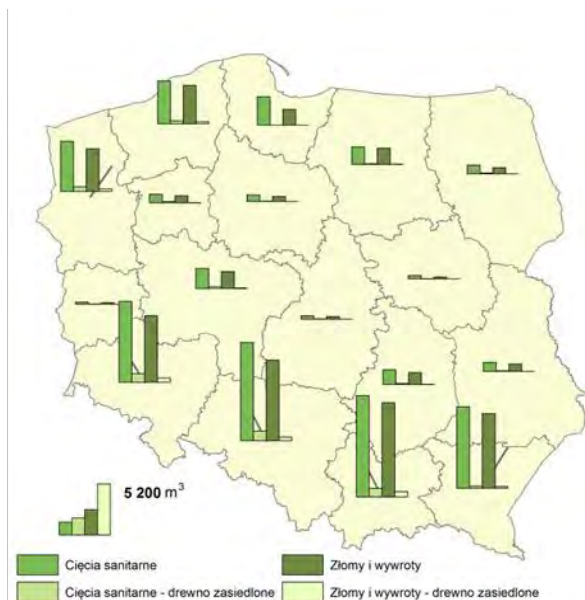 5 200 m³
Cięcia sanitarne
Złomy i wywroty
Cięcia sanitarne - drewno zasiedlone
Złomy i wywroty - drewno zasiedlone